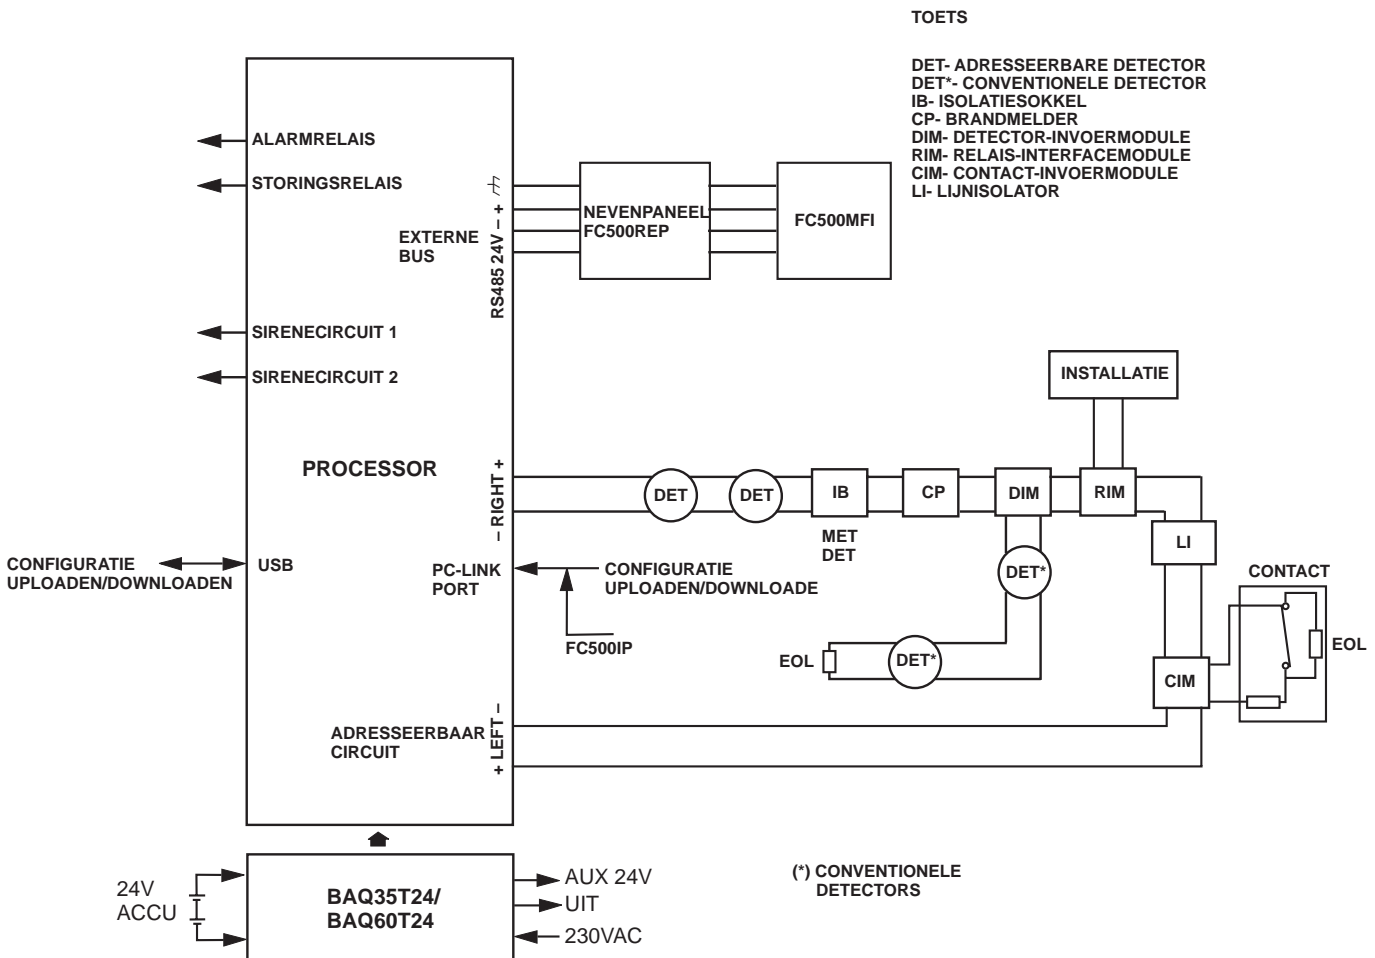 TOETS
DET- ADRESSEERBARE DETECTOR
DET*- CONVENTIONELE DETECTOR
IB- ISOLATIESOKKEL
CP- BRANDMELDER
DIM- DETECTOR-INVOERMODULE
RIM- RELAIS-INTERFACEMODULE
CIM- CONTACT-INVOERMODULE
LI- LIJNISOLATOR
ALARMRELAIS
STORINGSRELAIS
EXTERNE
BUS
RS485 24V – +
NEVENPANEEL
FC500REP
FC500MFI
SIRENECIRCUIT 1
SIRENECIRCUIT 2
INSTALLATIE
PROCESSOR
– RIGHT +
DET
DET
IB
CP
DIM
RIM
MET
DET
LI
CONFIGURATIE
UPLOADEN/DOWNLOADEN
USB
PC-LINK
PORT
CONFIGURATIE
UPLOADEN/DOWNLOADE
FC500IP
DET*
CONTACT
EOL
EOL
DET*
CIM
ADRESSEERBAAR
CIRCUIT
+ LEFT –
24V
ACCU
BAQ35T24/
BAQ60T24
AUX 24V
UIT
230VAC
(*) CONVENTIONELE
DETECTORS